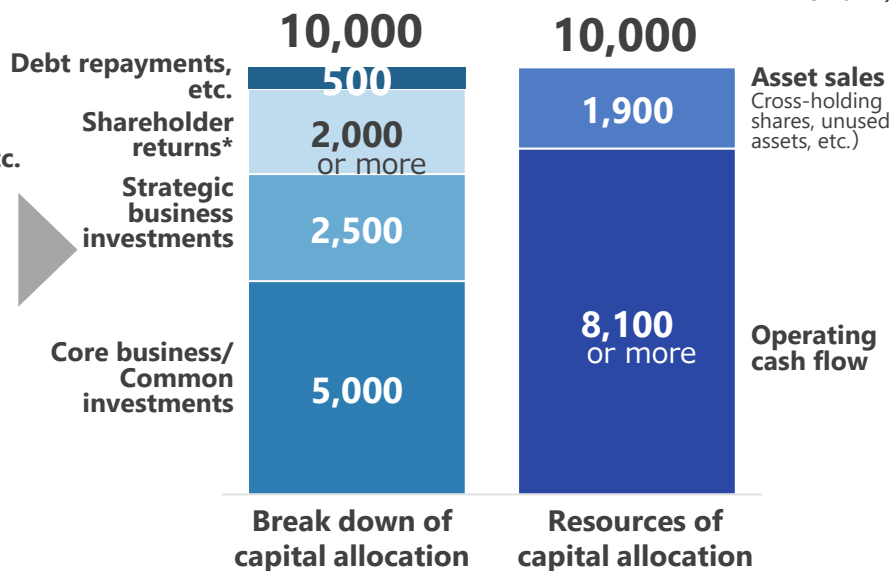 10,000
10,000
Debt repayments,
etc.
500
Shareholder
returns*
2,000
or more
Strategic
business
investments
2,500
Core business/
Common
investments
5,000
1,900
Asset sales
Cross-holding
shares, unused
assets, etc.)
8,100
or more
Operating
cash flow
Break down of
capital allocation
Resources of
capital allocation